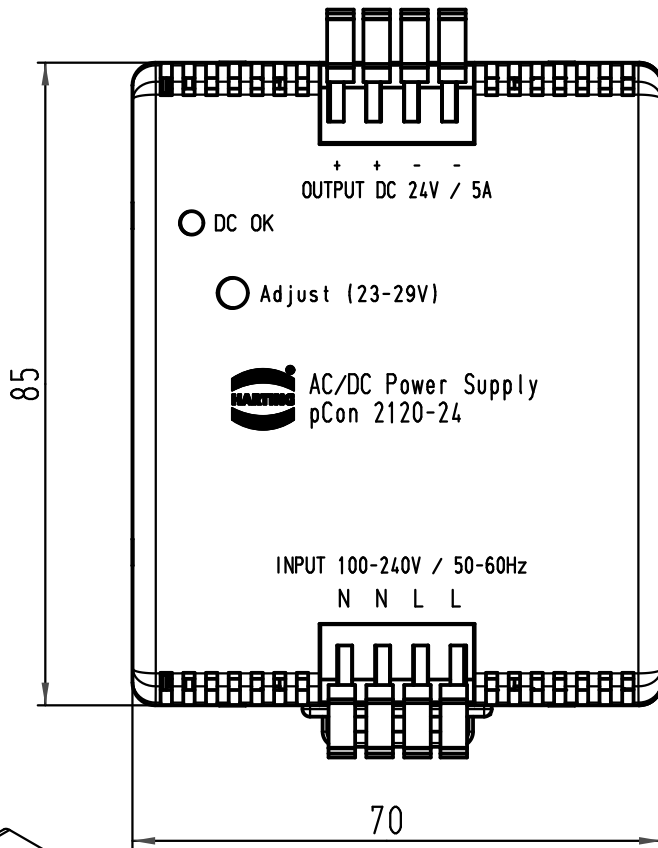 + + - -
OUTPUT DC 24V / 5A
DC OK
Adjust (23-29V)
85
HARTING
AC/DC Power Supply
pCon 2120-24
INPUT 100-240V / 50-60Hz
N N L L
70